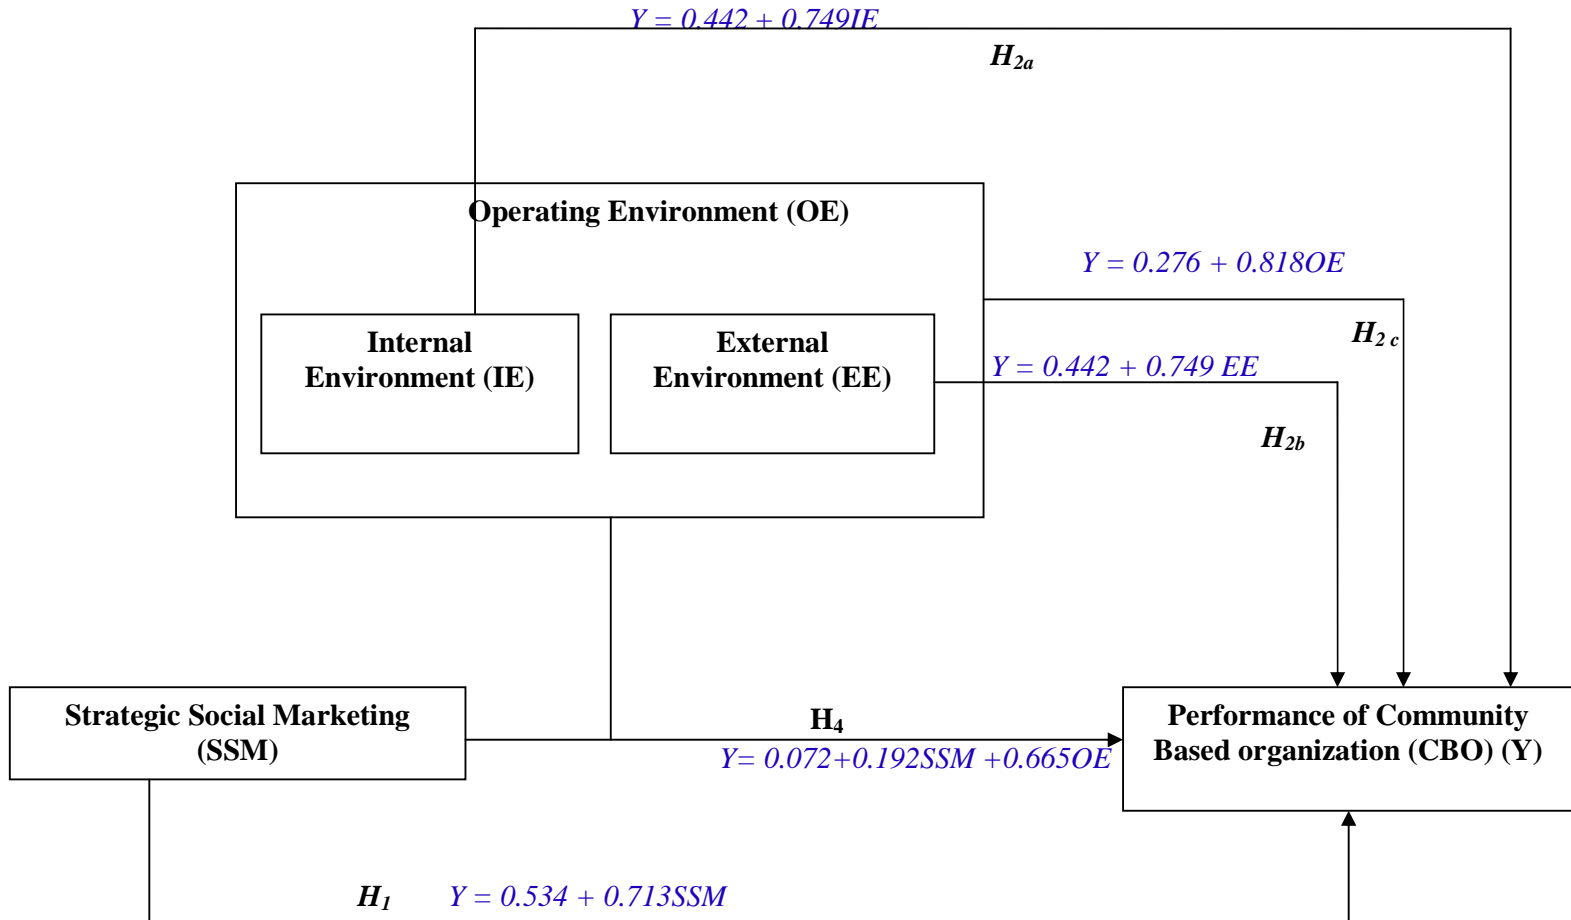 Y = 0.442 + 0.749IE
H2a
Operating Environment (OE)
Y = 0.276 + 0.818OE
Internal
Environment (IE)
External
Environment (EE)
H2 c
Y = 0.442 + 0.749 EE
H2b
Strategic Social Marketing
(SSM)
H4
Y= 0.072+0.192SSM +0.665OE
Performance of Community
Based organization (CBO) (Y)
H1 Y = 0.534 + 0.713SSM